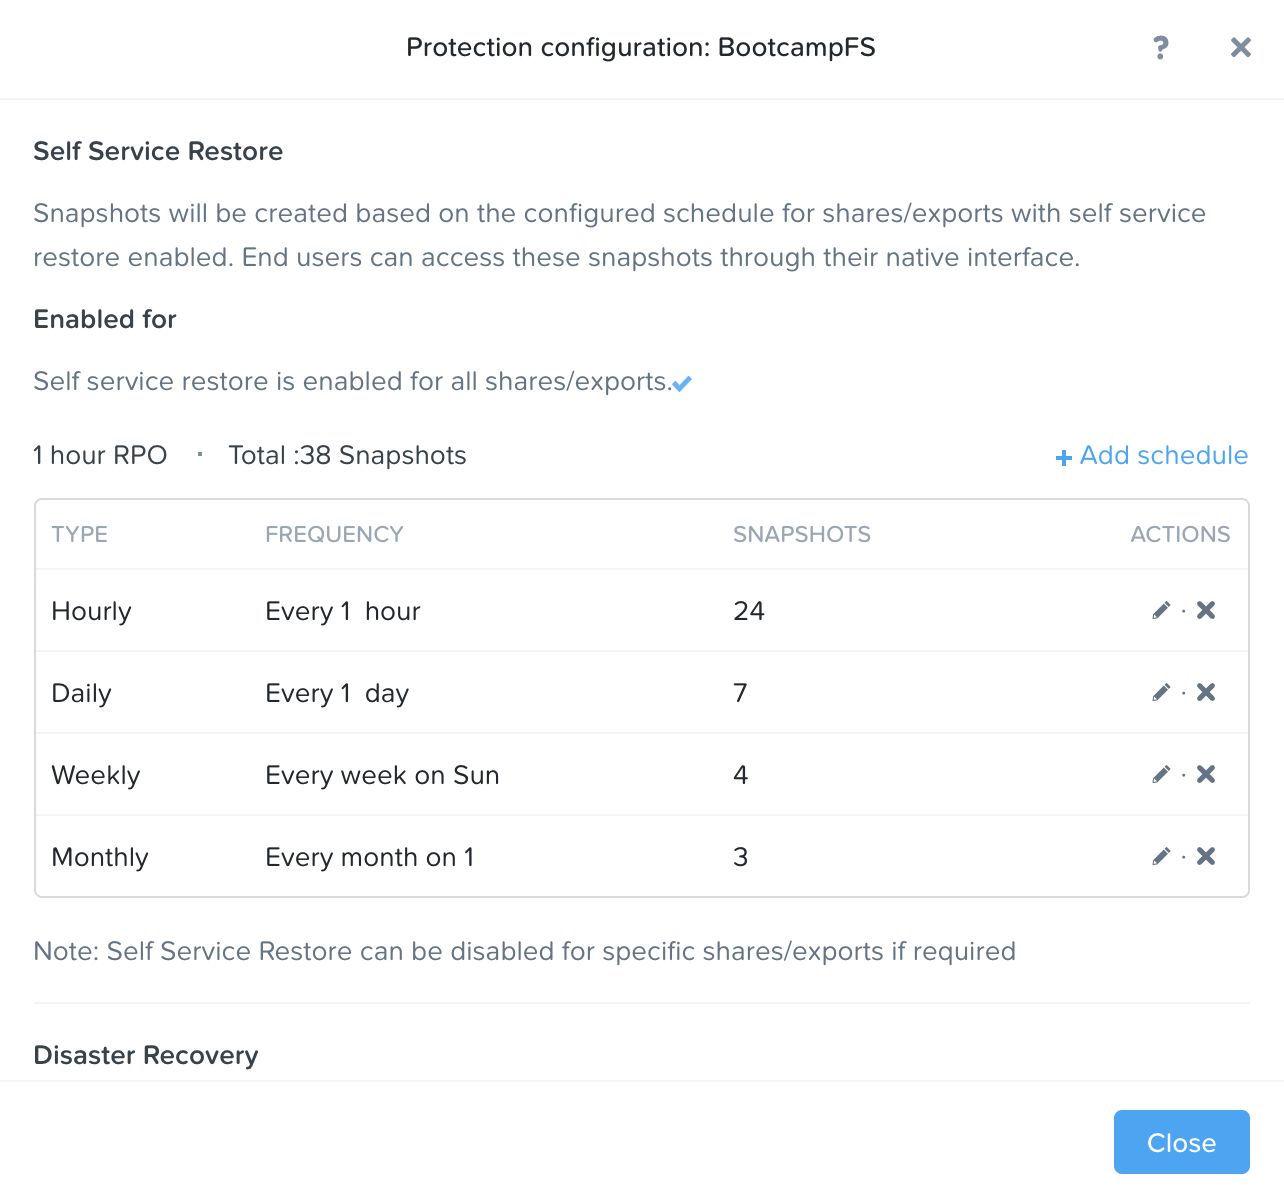 Protection configuration: BootcampFS ?
Self Service Restore
Snapshots will be created based on the configured schedule for shares/exports with self service
restore enabled. End users can access these snapshots through their native interface.
Enabled for
Self service restore is enabled for all shares/exports.
1 hour RPO · Total :38 Snapshots + Add schedule
TYPE FREQUENCY SNAPSHOTS ACTIONS
Hourly Every 1 hour 24
Daily Every 1 day 7
Weekly Every week on Sun 4
Monthly Every month on 1 3
Note: Self Service Restore can be disabled for specific shares/exports if required
Disaster Recovery
Close